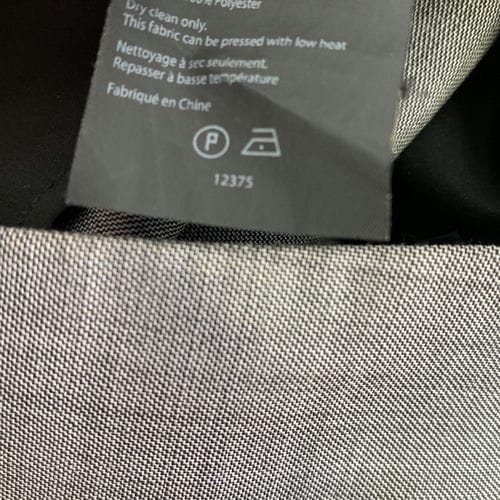 Polyester
Dry clean only.
This fabric can be pressed with low heat
Nettoyage à sec seulement.
Repasser à basse température
Fabriqué en Chine
P
12375